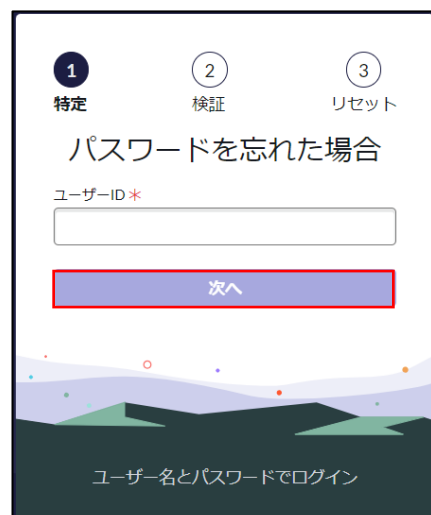 1 2 3
特定 検証 リセット
パスワードを忘れた場合
ユーザーID*
次へ
ユーザー名とパスワードでログイン